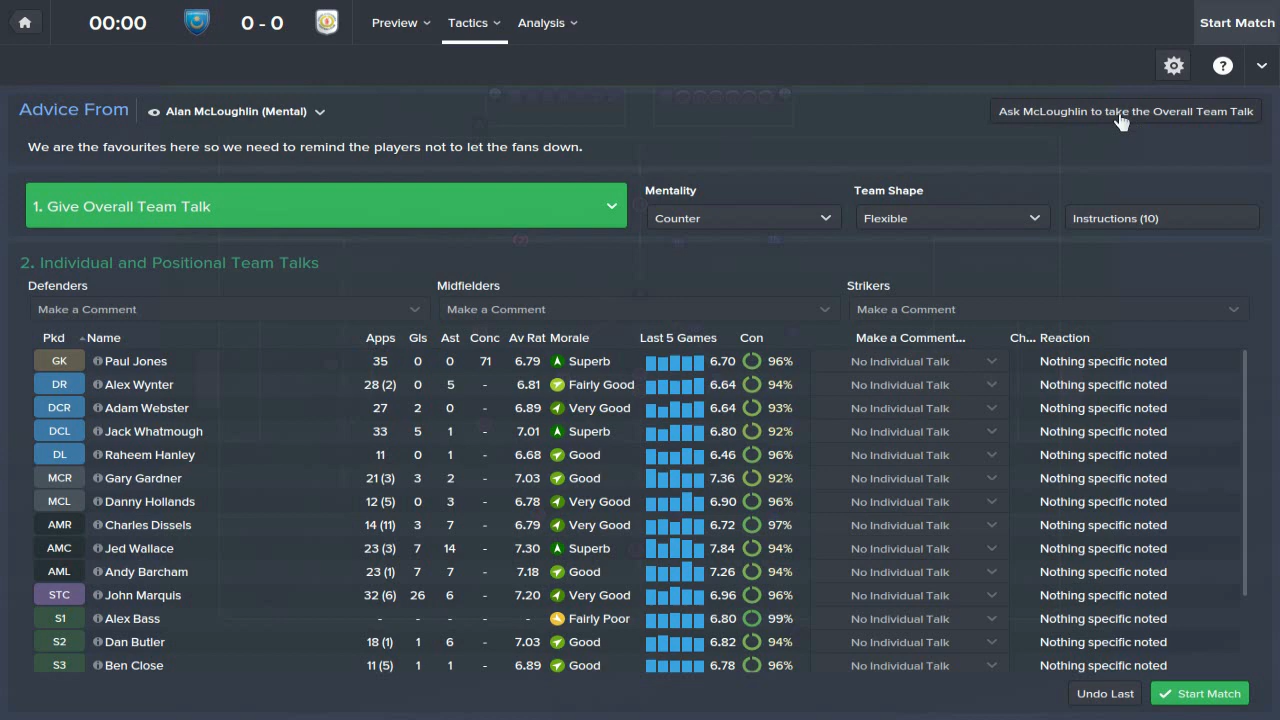 00:00 0 - 0 Preview Tactics Analysis Start Match
?
Advice From Alan McLoughlin (Mental) Ask McLoughlin to take the Overall Team Talk
We are the favourites here so we need to remind the players not to let the fans down.
Mentality Team Shape
1. Give Overall Team Talk Counter Flexible Instructions (10)
2. Individual and Positional Team Talks
Defenders Midfielders Strikers
Make a Comment Make a Comment Make a Comment
Pkd Name Apps Gls Ast Conc Av Rat Morale Last 5 Games Con Make a Comment... Ch... Reaction
GK Paul Jones 35 0 0 71 6.79 Superb 6.70 96% No Individual Talk Nothing specific noted
DR Alex Wynter 28 (2) 0 5 - 6.81 Fairly Good 6.64 94% No Individual Talk Nothing specific noted
DCR Adam Webster 27 2 0 - 6.89 Very Good 6.64 93% No Individual Talk Nothing specific noted
DCL Jack Whatmough 33 5 1 - 7.01 Superb 6.80 92% No Individual Talk Nothing specific noted
DL Raheem Hanley 11 0 1 - 6.68 Good 6.46 96% No Individual Talk Nothing specific noted
MCR Gary Gardner 21 (3) 3 2 - 7.03 Good 7.36 92% No Individual Talk Nothing specific noted
MCL Danny Hollands 12 (5) 0 3 - 6.78 Very Good 6.90 96% No Individual Talk Nothing specific noted
AMR Charles Dissels 14 (11) 3 7 - 6.79 Very Good 6.72 97% No Individual Talk Nothing specific noted
AMC Jed Wallace 23 (3) 7 14 - 7.30 Superb 7.84 94% No Individual Talk Nothing specific noted
AML Andy Barcham 23 (1) 7 7 - 7.18 Good 7.26 94% No Individual Talk Nothing specific noted
STC John Marquis 32 (6) 26 6 - 7.20 Very Good 6.96 96% No Individual Talk Nothing specific noted
S1 Alex Bass - - - - - Fairly Poor 6.80 99% No Individual Talk Nothing specific noted
S2 Dan Butler 18 (1) 1 6 - 7.03 Good 6.82 94% No Individual Talk Nothing specific noted
S3 Ben Close 11 (5) 1 1 - 6.89 Good 6.78 96% No Individual Talk Nothing specific noted
Undo Last Start Match